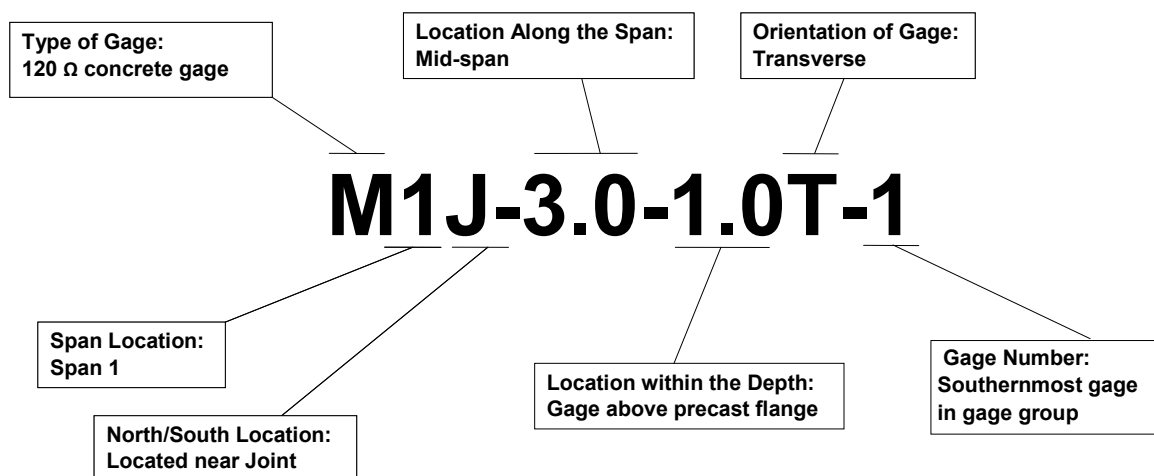 Type of Gage:
120 Ω concrete gage
Location Along the Span:
Mid-span
Orientation of Gage:
Transverse
M1J-3.0-1.0T-1
Span Location:
Span 1
North/South Location:
Located near Joint
Location within the Depth:
Gage above precast flange
Gage Number:
Southernmost gage
in gage group